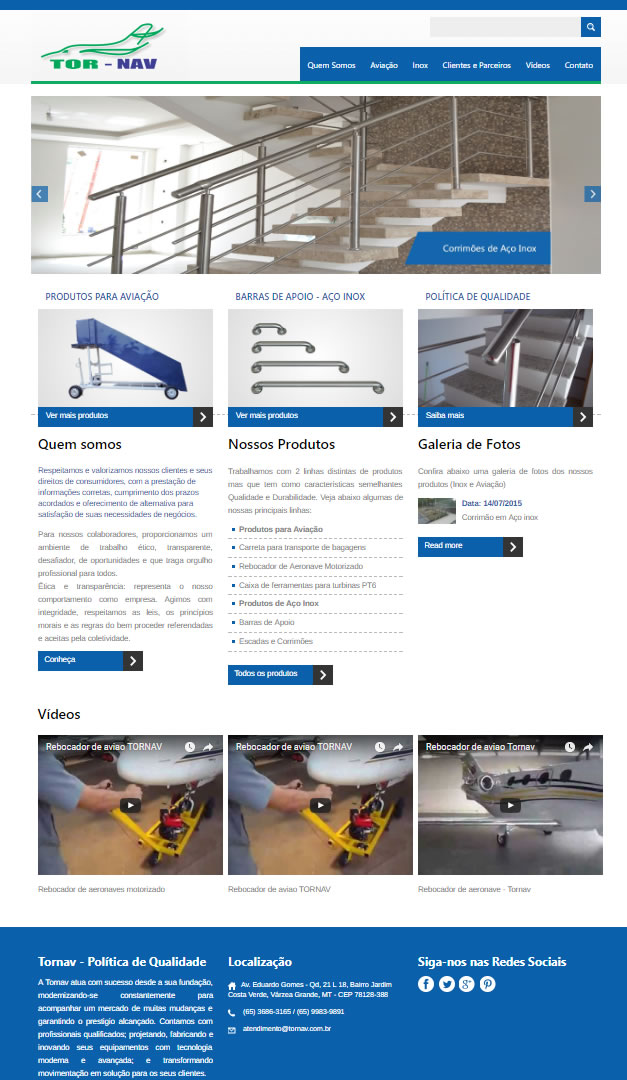 TOR - NAV
Quem Somos Aviação Inox Clientes e Parceiros Vídeos Contato
Corrimões de Aço Inox
PRODUTOS PARA AVIAÇÃO
Ver mais produtos
BARRAS DE APOIO - AÇO INOX
Ver mais produtos
POLÍTICA DE QUALIDADE
Saiba mais
Quem somos
Respeitamos e valorizamos nossos clientes e seus
direitos de consumidores, com a prestação de
informações corretas, cumprimento dos prazos
acordados e oferecimento de alternativa para
satisfação de suas necessidades de negócios.
Para nossos colaboradores, proporcionamos um
ambiente de trabalho ético, transparente,
desafiador, de oportunidades e que traga orgulho
profissional para todos.
Ética e transparência: representa o nosso
comportamento como empresa. Agimos com
integridade, respeitamos as leis, os princípios
morais e as regras do bem proceder referendadas
e aceitas pela coletividade.
Conheça
Nossos Produtos
Trabalhamos com 2 linhas distintas de produtos
mas que tem como características semelhantes
Qualidade e Durabilidade. Veja abaixo algumas de
nossas principais linhas:
Produtos para Aviação
Carreta para transporte de bagagens
Rebocador de Aeronave Motorizado
Caixa de ferramentas para turbinas PT6
Produtos de Aço Inox
Barras de Apoio
Escadas e Corrimões
Todos os produtos
Galeria de Fotos
Confira abaixo uma galeria de fotos dos nossos
produtos (Inox e Aviação)
Data: 14/07/2015
Corrimão em Aço inox
Read more
Vídeos
Rebocador de aviao TORNAV
Rebocador de aeronaves motorizado
Rebocador de aviao TORNAV
Rebocador de aviao TORNAV
Rebocador de aviao Tornav
Rebocador de aeronave - Tornav
Tornav - Política de Qualidade
A Tornav atua com sucesso desde a sua fundação,
modernizando-se constantemente para
acompanhar um mercado de muitas mudanças e
garantindo o prestigio alcançado. Contamos com
profissionais qualificados; projetando, fabricando e
inovando seus equipamentos com tecnologia
moderna e avançada; e transformando
movimentação em solução para os seus clientes.
Localização
Av. Eduardo Gomes - Qd, 21 L 18, Bairro Jardim
Costa Verde, Várzea Grande, MT - CEP 78128-388
(65) 3686-3165 / (65) 9983-9891
atendimento@tornav.com.br
Siga-nos nas Redes Sociais